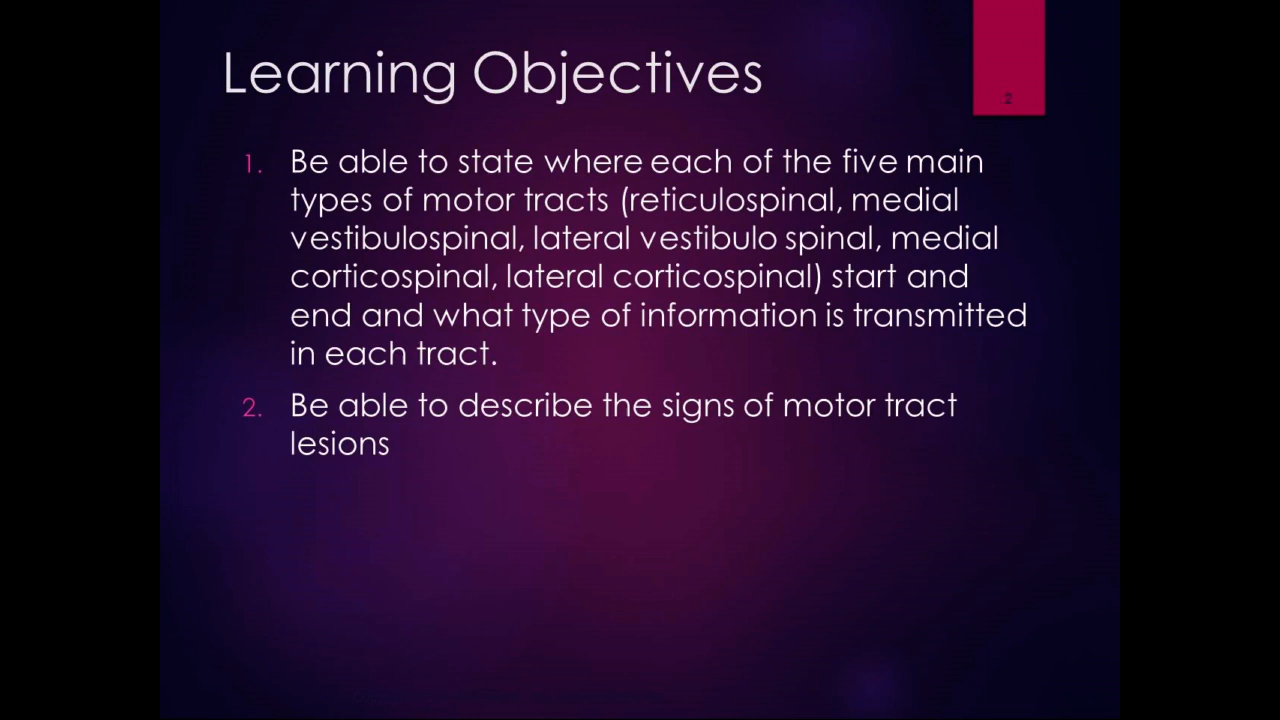 Learning Objectives
2
1. Be able to state where each of the five main
types of motor tracts (reticulospinal, medial
vestibulospinal, lateral vestibulo spinal, medial
corticospinal, lateral corticospinal) start and
end and what type of information is transmitted
in each tract.
2. Be able to describe the signs of motor tract
lesions